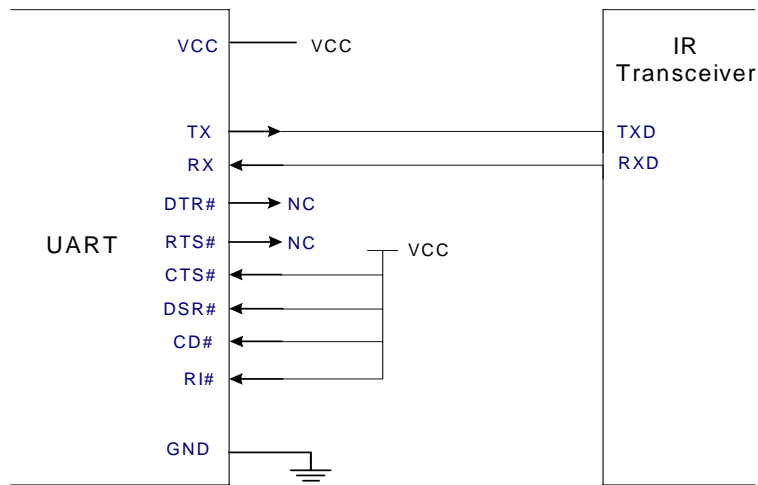 VCC VCC
IR
Transceiver
TX TXD
RX RXD
DTR# NC
UART
RTS# NC
VCC
CTS#
DSR#
CD#
RI#
GND